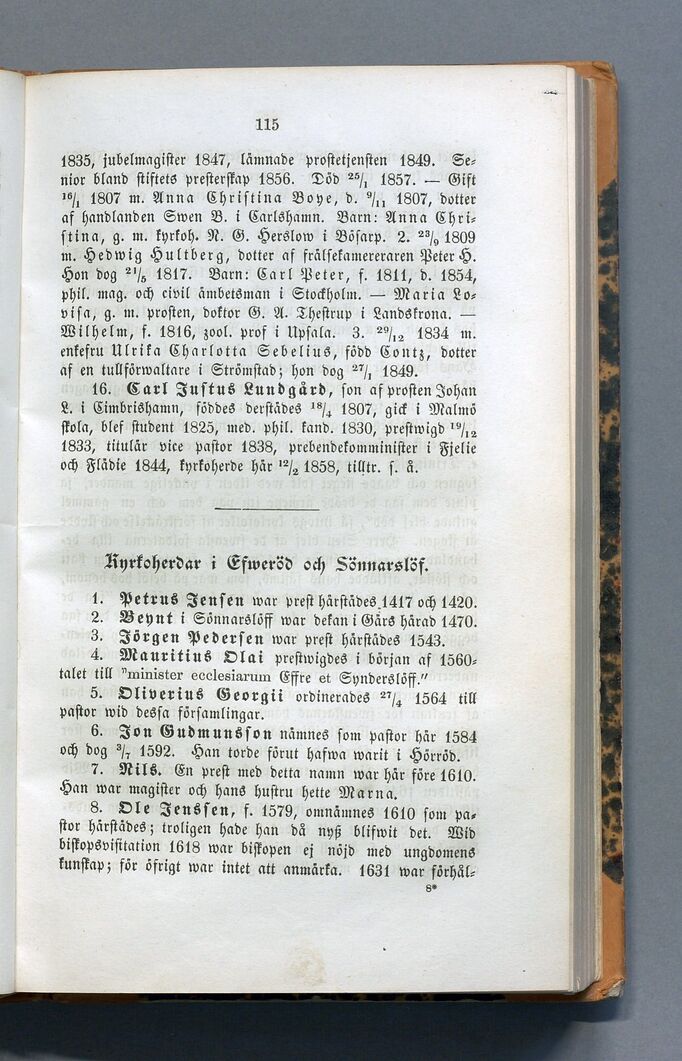 115
1835, jubelmagister 1847, lämnade prostetjensten 1849. Se-
nior bland stiftets presterskap 1856. Död 25/1 1857. — Gift
16/1 1807 m. Anna Christina Boye, d. 9/11 1807, dotter
af handlanden Swen B. i Carlshamn. Barn: Anna Chri-
stina, g. m. kyrkoh. N. G. Herslow i Bösarp. 2. 23/9 1809
m. Hedwig Hultberg, dotter af frälsekamereraren Peter H.
Hon dog 21/5 1817. Barn: Carl Peter, f. 1811, d. 1854,
phil. mag. och civil ämbetsman i Stockholm. — Maria Lo-
visa, g. m. prosten, doktor G. A. Thestrup i Landskrona. —
Wilhelm, f. 1816, zool. prof i Upsala. 3. 29/12 1834 m.
enkefru Ulrika Charlotta Sebelius, född Contz, dotter
af en tullförwaltare i Strömstad; hon dog 27/1 1849.
16. Carl Justus Lundgård, son af prosten Johan
L. i Cimbrishamn, föddes derstädes 18/4 1807, gick i Malmö
skola, blef student 1825, med. phil. kand. 1830, prestwigd 19/12
1833, titulär vice pastor 1838, prebendekomminister i Fjelie
och Flädie 1844, kyrkoherde här 12/2 1858, tilltr. s. å.
Kyrkoherdar i Efweröd och Sönnarslöf.
1. Petrus Jensen war prest härstädes 1417 och 1420.
2. Beynt i Sönnarslöff war dekan i Gärs härad 1470.
3. Jörgen Pedersen war prest härstädes 1543.
4. Mauritius Olai prestwigdes i början af 1560-
talet till "minister ecclesiarum Effre et Synderslöff."
5. Oliverius Georgii ordinerades 27/4 1564 till
pastor wid dessa församlingar.
6. Jon Gudmunsson nämnes som pastor här 1584
och dog 3/7 1592. Han torde förut hafwa warit i Hörröd.
7. Nils. En prest med detta namn war här före 1610.
Han war magister och hans hustru hette Marna.
8. Ole Jenssen, f. 1579, omnämnes 1610 som pa-
stor härstädes; troligen hade han då nyß blifwit det. Wid
biskopsvisitation 1618 war biskopen ej nöjd med ungdomens
kunskap; för öfrigt war intet att anmärka. 1631 war förhål-
8*